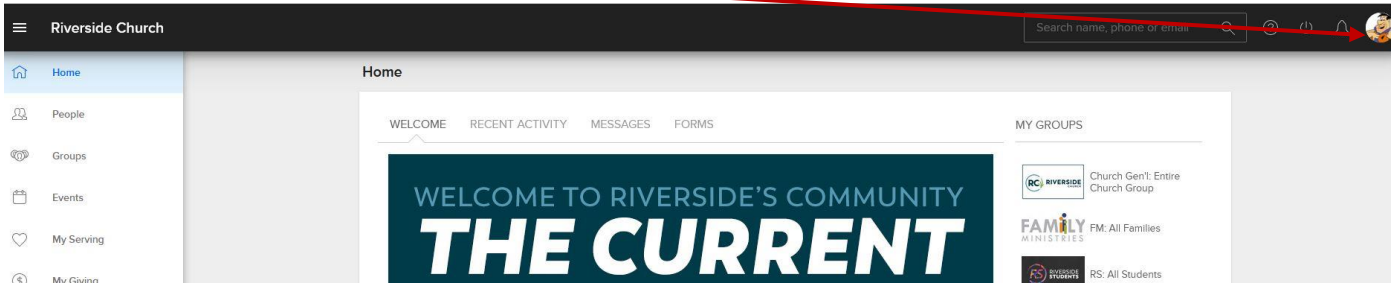 Riverside Church
Search name, phone or email
Home
People
Groups
Events
My Serving
My Giving
Home
WELCOME RECENT ACTIVITY MESSAGES FORMS
WELCOME TO RIVERSIDE'S COMMUNITY
THE CURRENT
MY GROUPS
RC RIVERSIDE
Church Gen'l: Entire
Church Group
FAMILY
MINISTRIES
FM: All Families
RS RIVERSIDE
STUDENTS
RS: All Students